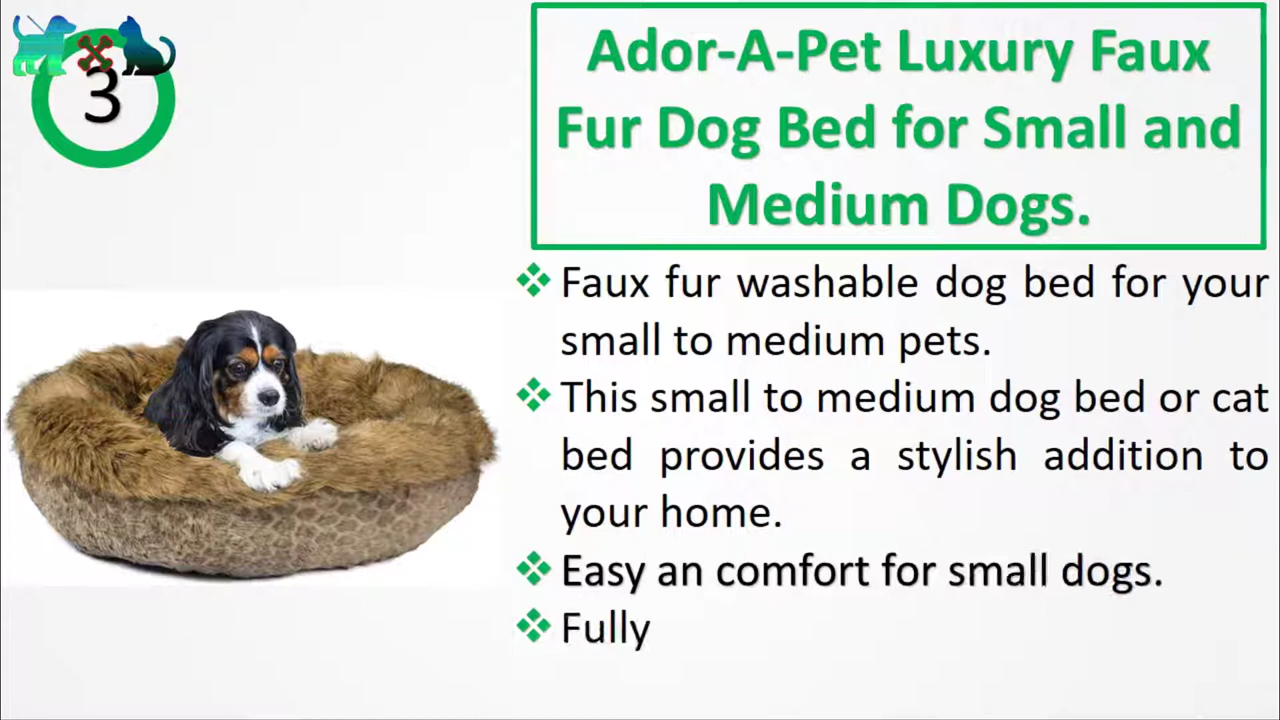 3
Ador-A-Pet Luxury Faux
Fur Dog Bed for Small and
Medium Dogs.
Faux fur washable dog bed for your
small to medium pets.
This small to medium dog bed or cat
bed provides a stylish addition to
your home.
Easy an comfort for small dogs.
Fully